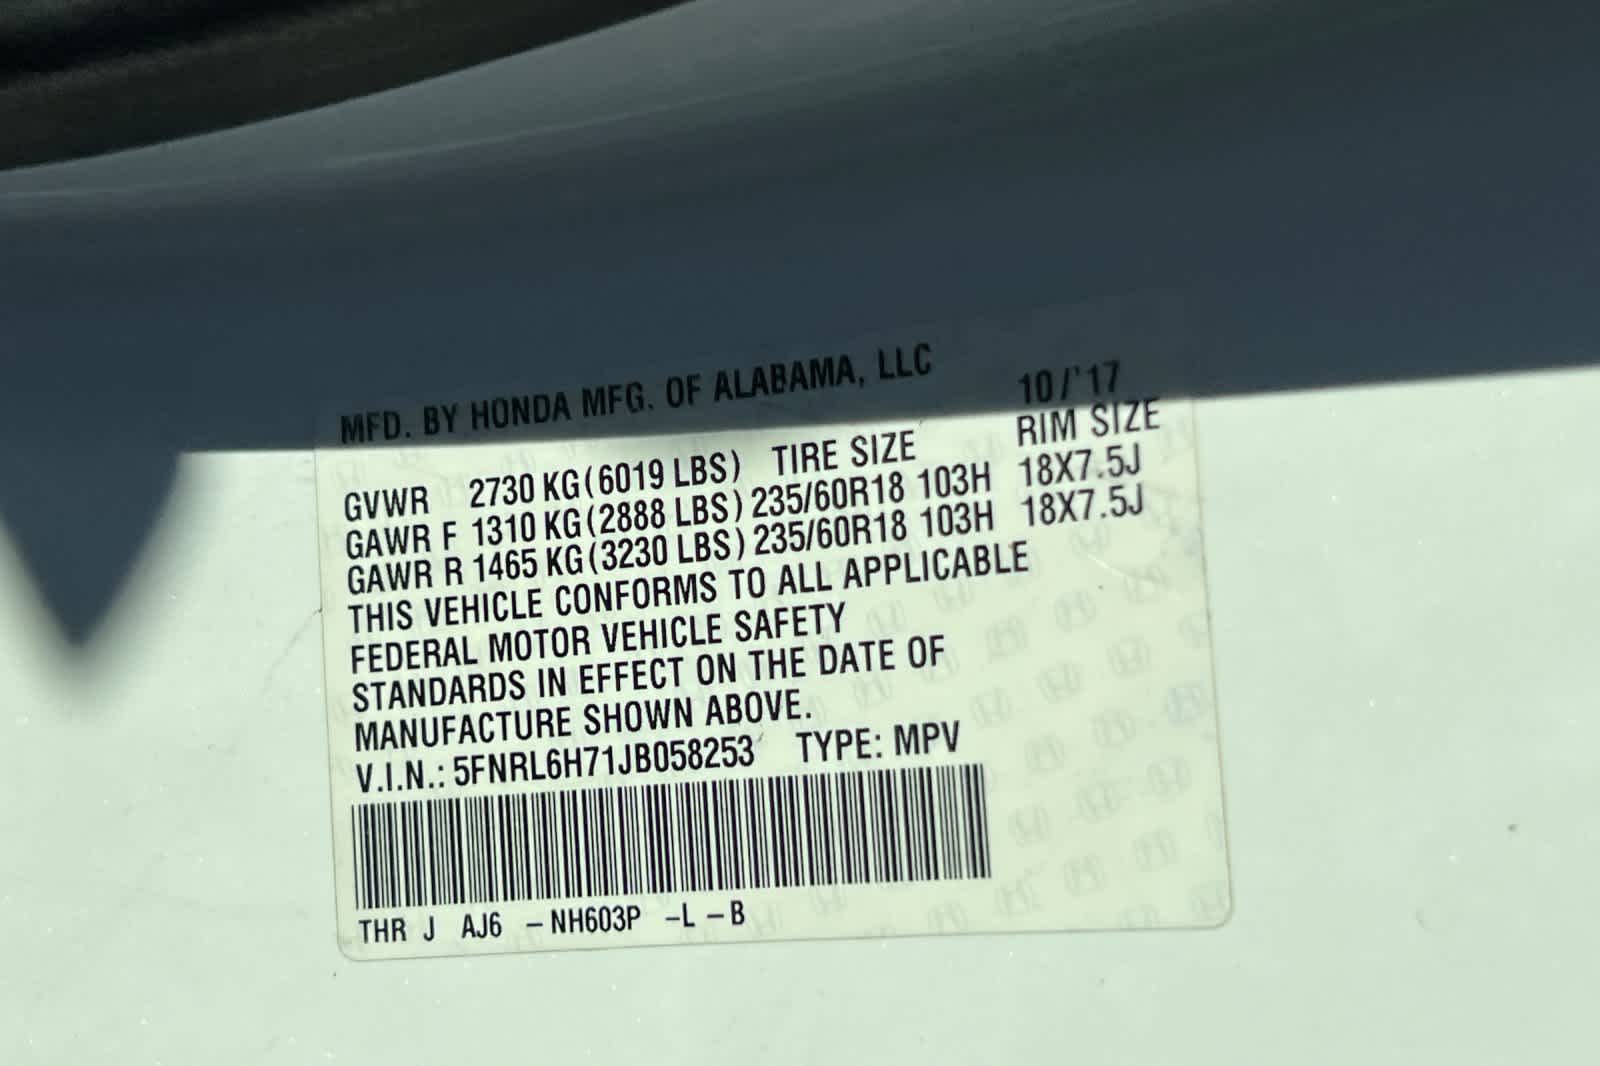 MFD. BY HONDA MFG. OF ALABAMA, LLC 10/'17
GVWR 2730 KG(6019 LBS) TIRE SIZE RIM SIZE
GAWR F 1310 KG(2888 LBS) 235/60R18 103H 18X7.5J
GAWR R 1465 KG(3230 LBS) 235/60R18 103H 18X7.5J
THIS VEHICLE CONFORMS TO ALL APPLICABLE
FEDERAL MOTOR VEHICLE SAFETY
STANDARDS IN EFFECT ON THE DATE OF
MANUFACTURE SHOWN ABOVE.
V.I.N.: 5FNRL6H71JB058253 TYPE: MPV
THR J AJ6 -NH603P -L -B